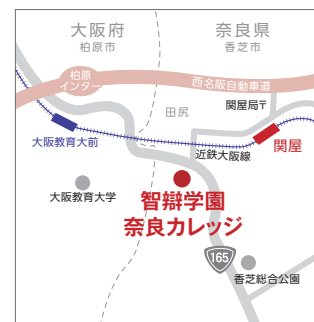 大阪府
柏原市
奈良県
香芝市
柏原
インター
西名阪自動車道
関屋局〒
田尻
大阪教育大前
近鉄大阪線
関屋
大阪教育大学
智辯学園
奈良カレッジ
165
香芝総合公園